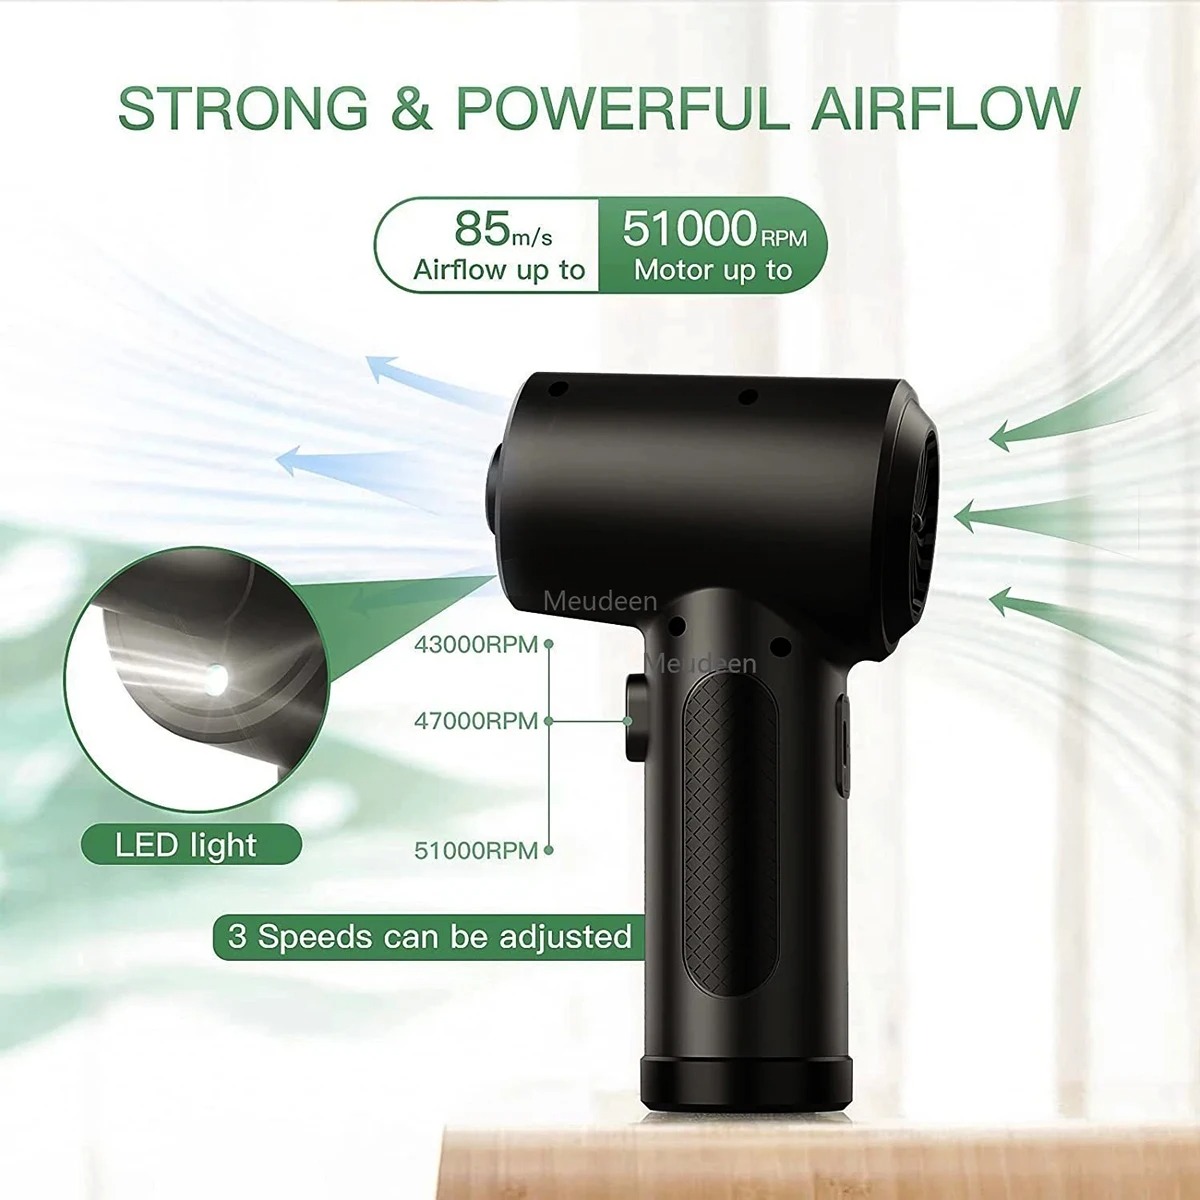 STRONG & POWERFUL AIRFLOW
85m/s
Airflow up to
51000RPM
Motor up to
Meudeen
Meudeen
43000RPM
47000RPM
51000RPM
LED light
3 Speeds can be adjusted